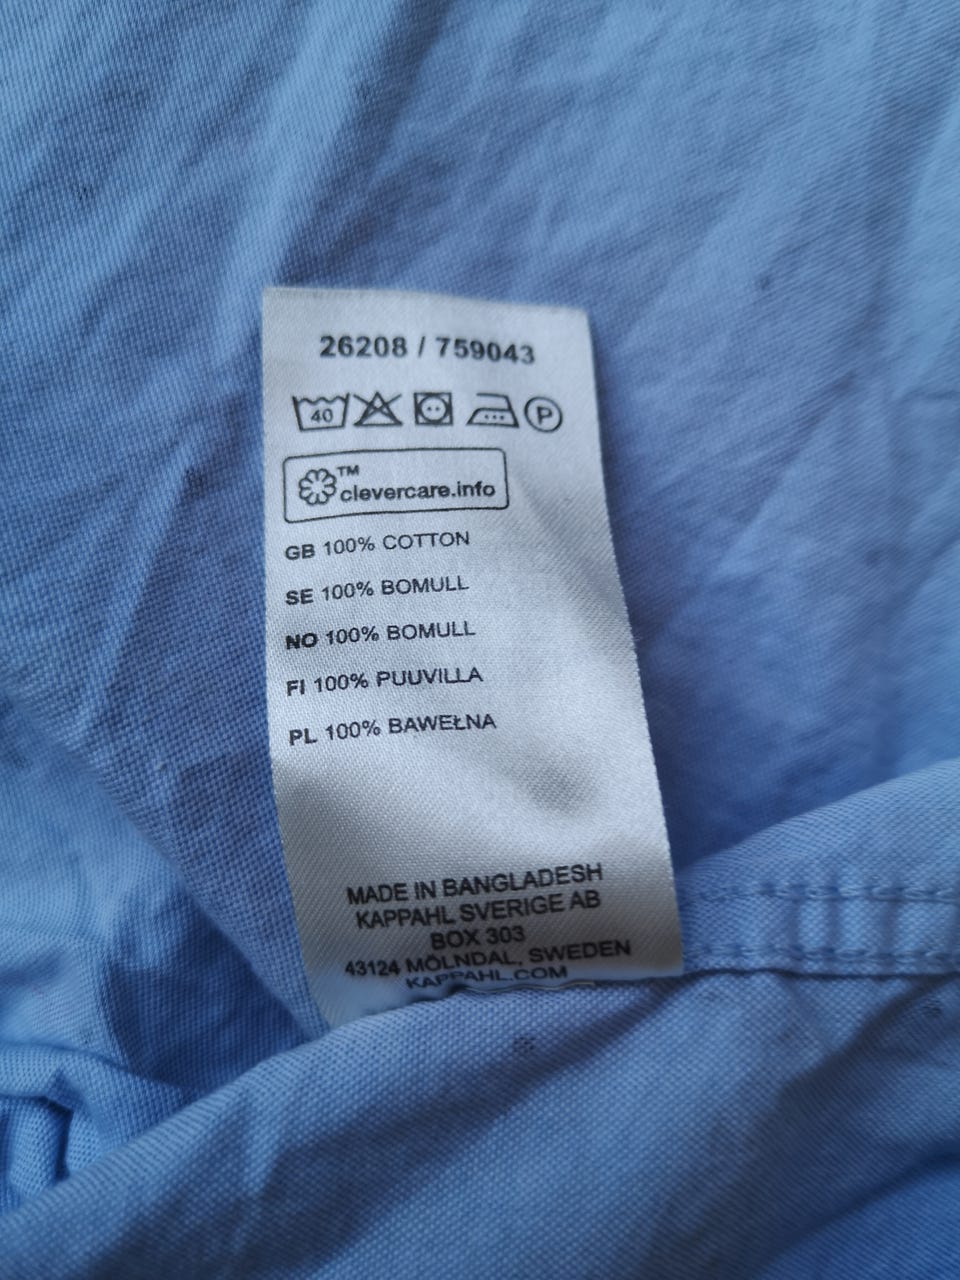 26208 / 759043
40 P
TM
clevercare.info
GB 100% COTTON
SE 100% BOMULL
NO 100% BOMULL
FI 100% PUUVILLA
PL 100% BAWEŁNA
MADE IN BANGLADESH
KAPPAHL SVERIGE AB
BOX 303
43124 MÖLNDAL, SWEDEN
KAPPAHL.COM